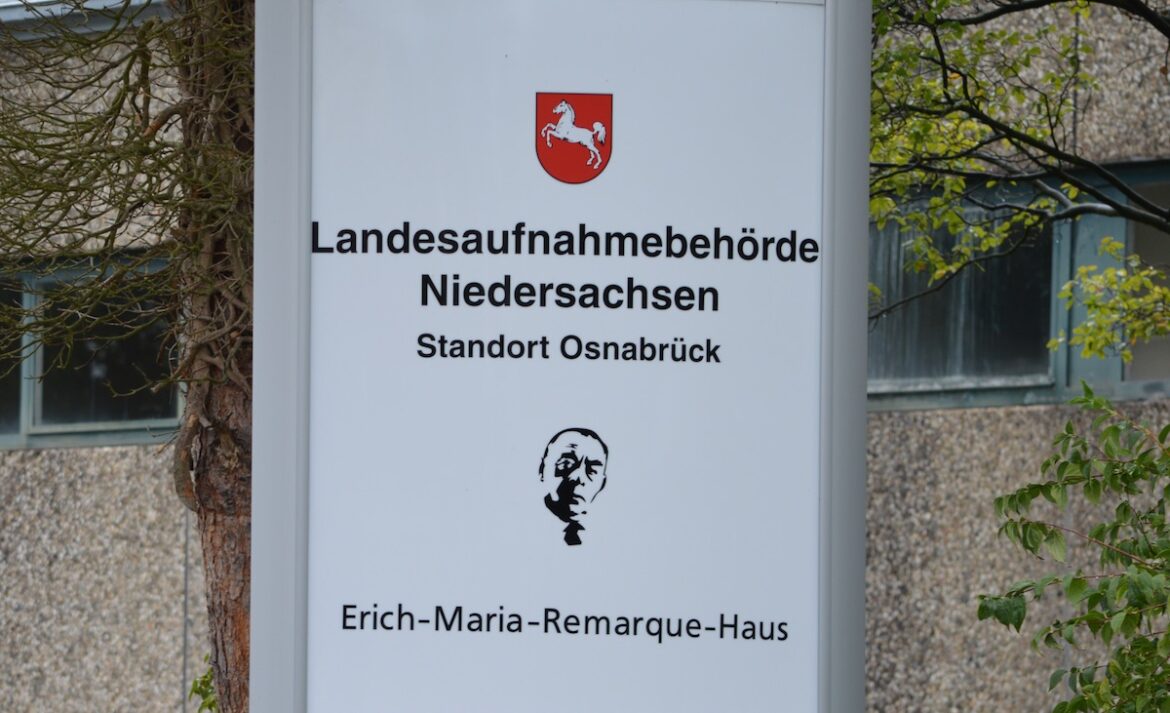 Landesaufnahmebehörde
Niedersachsen
Standort Osnabrück
Erich-Maria-Remarque-Haus